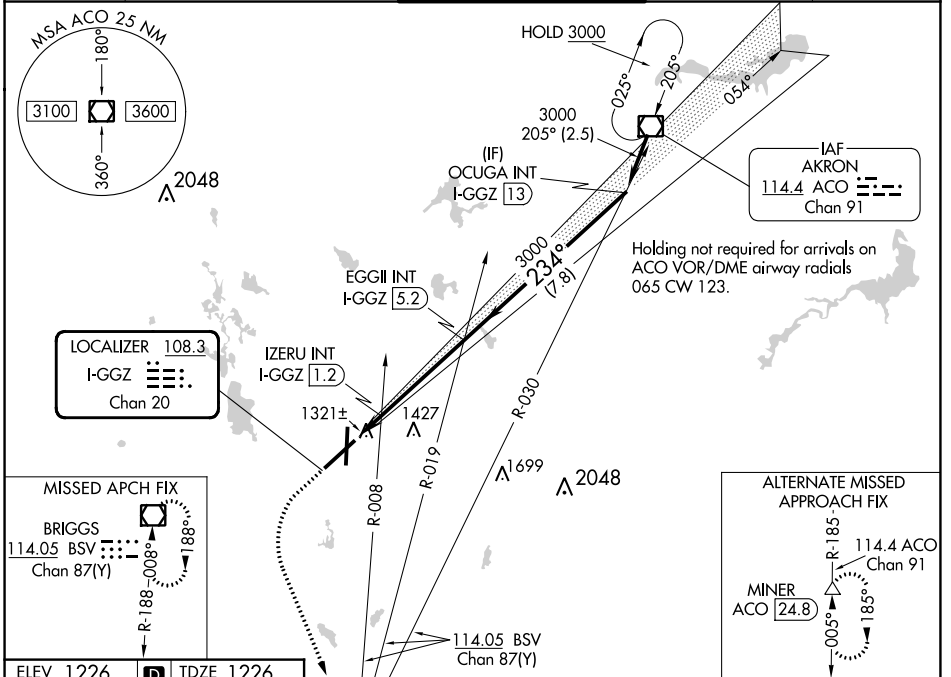 MSA ACO 25 NM
180°
3100
3600
360°
2048
HOLD 3000
025°
205°
054°
3000
205° (2.5)
(IF)
OCUGA INT
I-GGZ 13
IAF
AKRON
114.4 ACO
Chan 91
Holding not required for arrivals on
ACO VOR/DME airway radials
065 CW 123.
3000
234°
(7.8)
EGGII INT
I-GGZ 5.2
LOCALIZER 108.3
I-GGZ
Chan 20
IZERU INT
I-GGZ 1.2
1321±
1427
R-030
R-019
R-008
1699
2048
MISSED APCH FIX
BRIGGS
114.05 BSV
Chan 87(Y)
188°
R-188
008°
114.05 BSV
Chan 87(Y)
ALTERNATE MISSED
APPROACH FIX
R-185
114.4 ACO
Chan 91
MINER
ACO 24.8
005°
185°
ELEV 1226
D
TDZE 1226